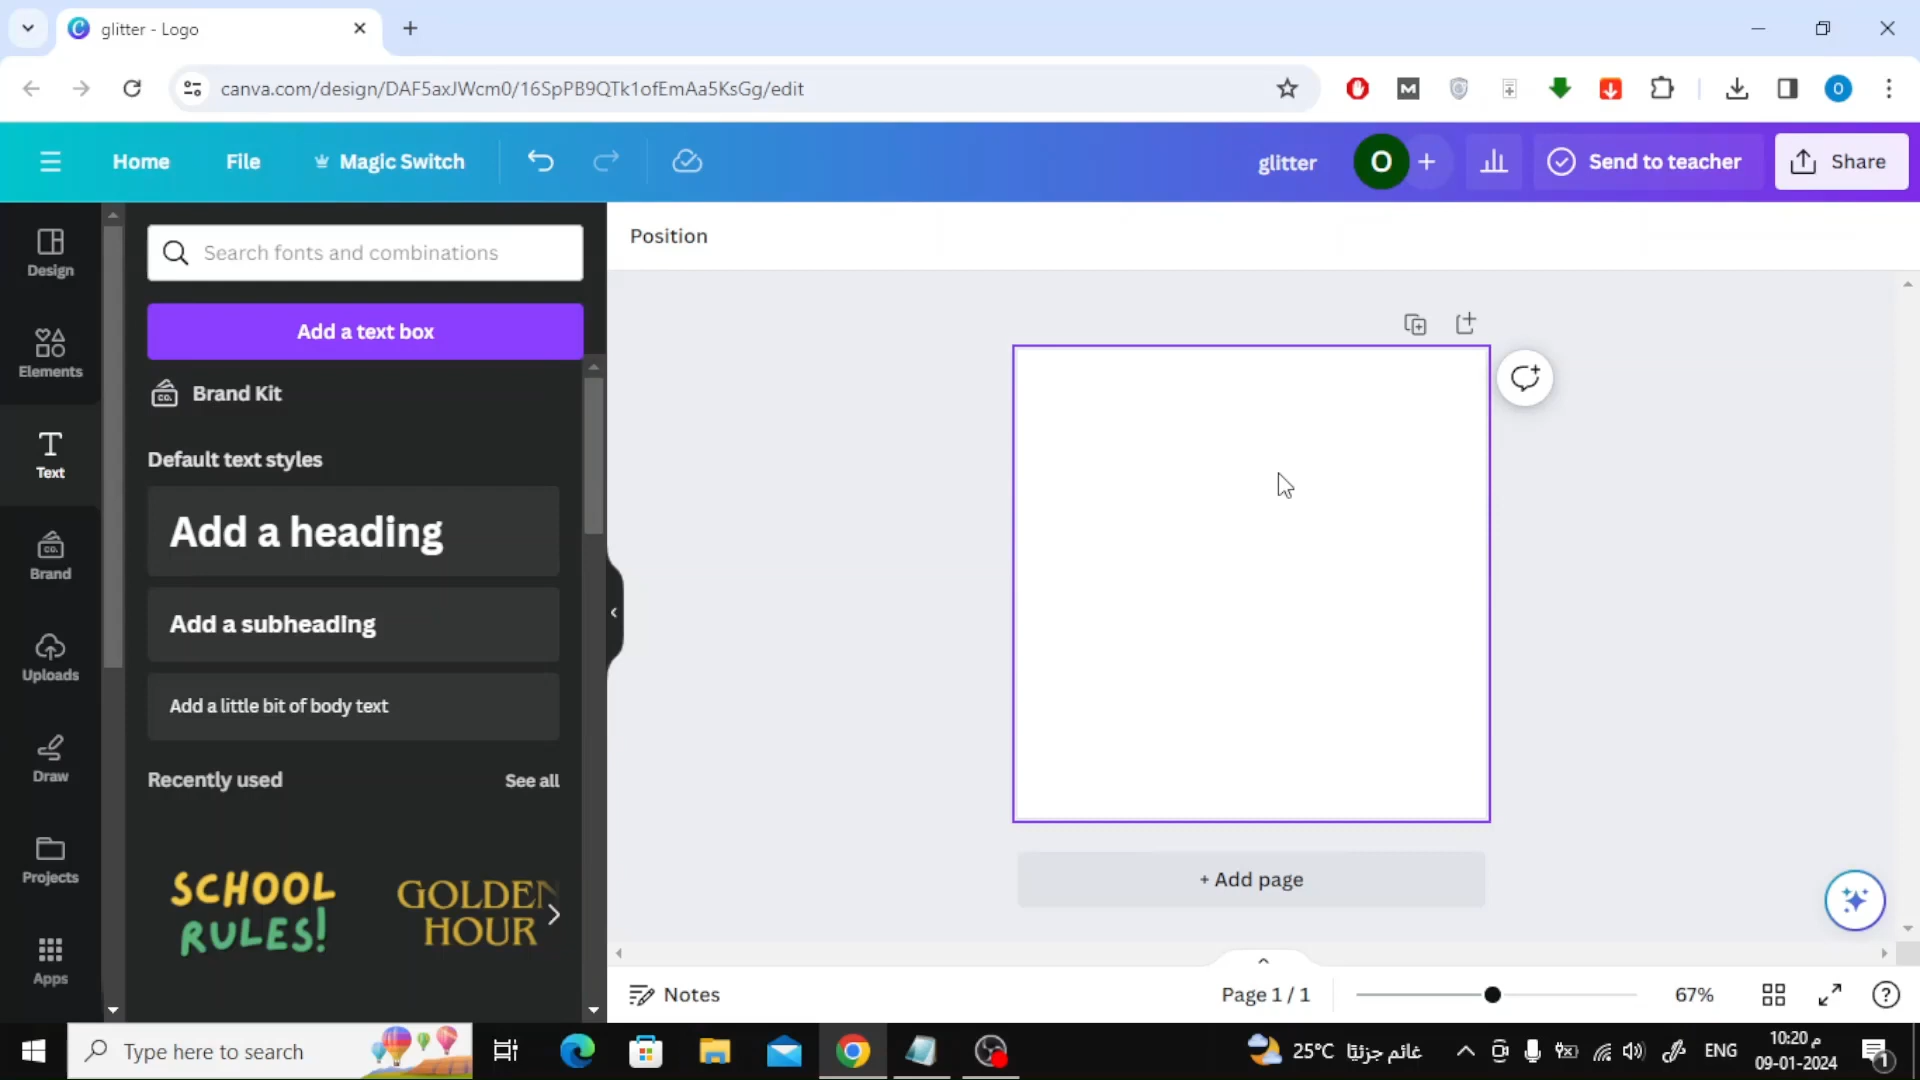 glitter - Logo
canva.com/design/DAF5axJWcm0/16SpPB9QTk1ofEmAa5KsGg/edit
M
O
Home
File
Magic Switch
glitter
O
Send to teacher
Share
Design
Elements
Text
Brand
Uploads
Draw
Projects
Apps
Search fonts and combinations
Add a text box
CO.
Brand Kit
Default text styles
Add a heading
Add a subheading
Add a little bit of body text
Recently used
See all
SCHOOL
RULES!
GOLDEN
HOUR
Position
+ Add page
Notes
Page 1 / 1
67%
Type here to search
25°C غائم جزئيًا
ENG
10:20 م
09-01-2024
1